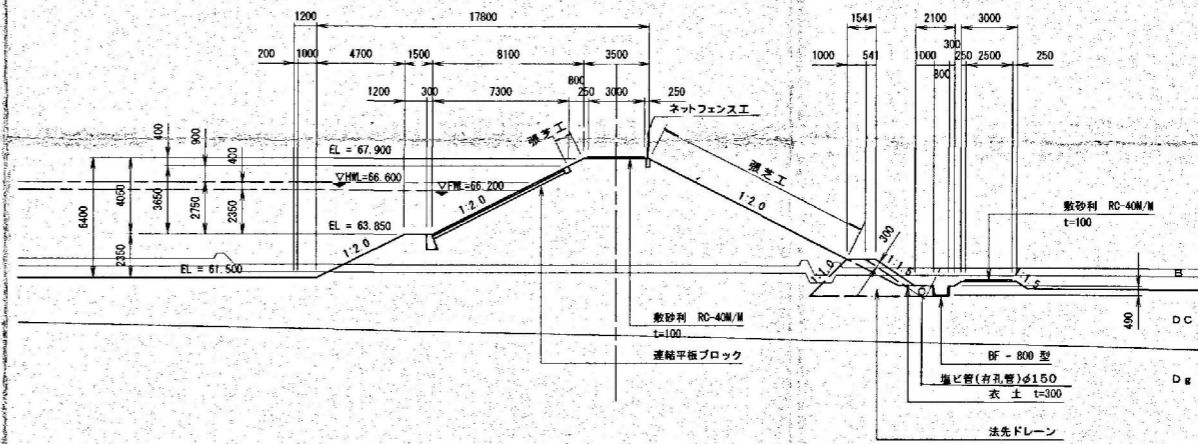 1200
17800
1541
2100
3000
200
1000
4700
1500
8100
3500
1000
541
1000
300
250
2500
250
800
1200
300
7300
800
250
3000
250
ネットフェンス工
400
900
400
張芝工
張芝工
EL = 67.900
▽HWL=66.600
▽FWL=66.200
1:2.0
1:2.0
敷砂利 RC-40M/M
t=100
6400
4050
3650
2750
2350
2350
EL = 63.850
1:2.0
EL = 61.500
300
1:1.0
1:1.5
1:1.5
B
490
DC
敷砂利 RC-40M/M
t=100
連結平板ブロック
BF - 800 型
塩ビ管(有孔管)φ150
衣 土 t=300
Dg
法先ドレーン